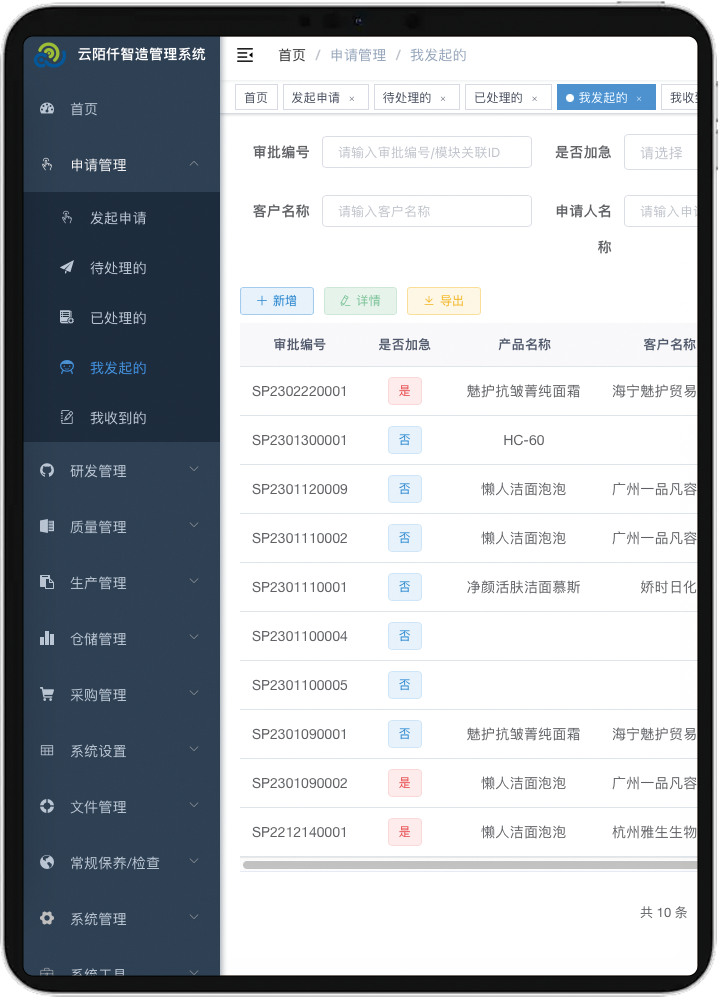 云陌仟智造管理系统
首页 / 申请管理 / 我发起的
首页
发起申请 ×
待处理的 ×
已处理的 ×
我发起的 ×
我收
首页
申请管理
发起申请
待处理的
已处理的
我发起的
我收到的
研发管理
质量管理
生产管理
仓储管理
采购管理
系统设置
文件管理
常规保养/检查
系统管理
系统工具
审批编号 请输入审批编号/模块关联ID 是否加急 请选择
客户名称 请输入客户名称 申请人名称 请输入申
+ 新增 详情 导出
审批编号 是否加急 产品名称 客户名称
SP2302220001 是 魅护抗皱菁纯面霜 海宁魅护贸易
SP2301300001 否 HC-60
SP2301120009 否 懒人洁面泡泡 广州一品凡容
SP2301110002 否 懒人洁面泡泡 广州一品凡容
SP2301110001 否 净颜活肤洁面慕斯 娇时日化
SP2301100004 否
SP2301100005 否
SP2301090001 否 魅护抗皱菁纯面霜 海宁魅护贸易
SP2301090002 是 懒人洁面泡泡 广州一品凡容
SP2212140001 是 懒人洁面泡泡 杭州雅生生物
共 10 条